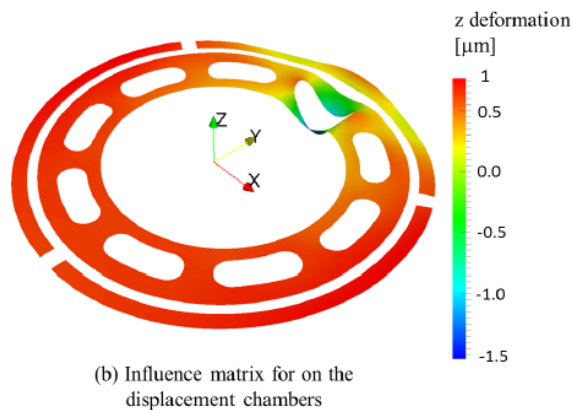 z deformation
[µm]
1
0.5
0
-0.5
-1.0
-1.5
Z
Y
X
(b) Influence matrix for on the
displacement chambers